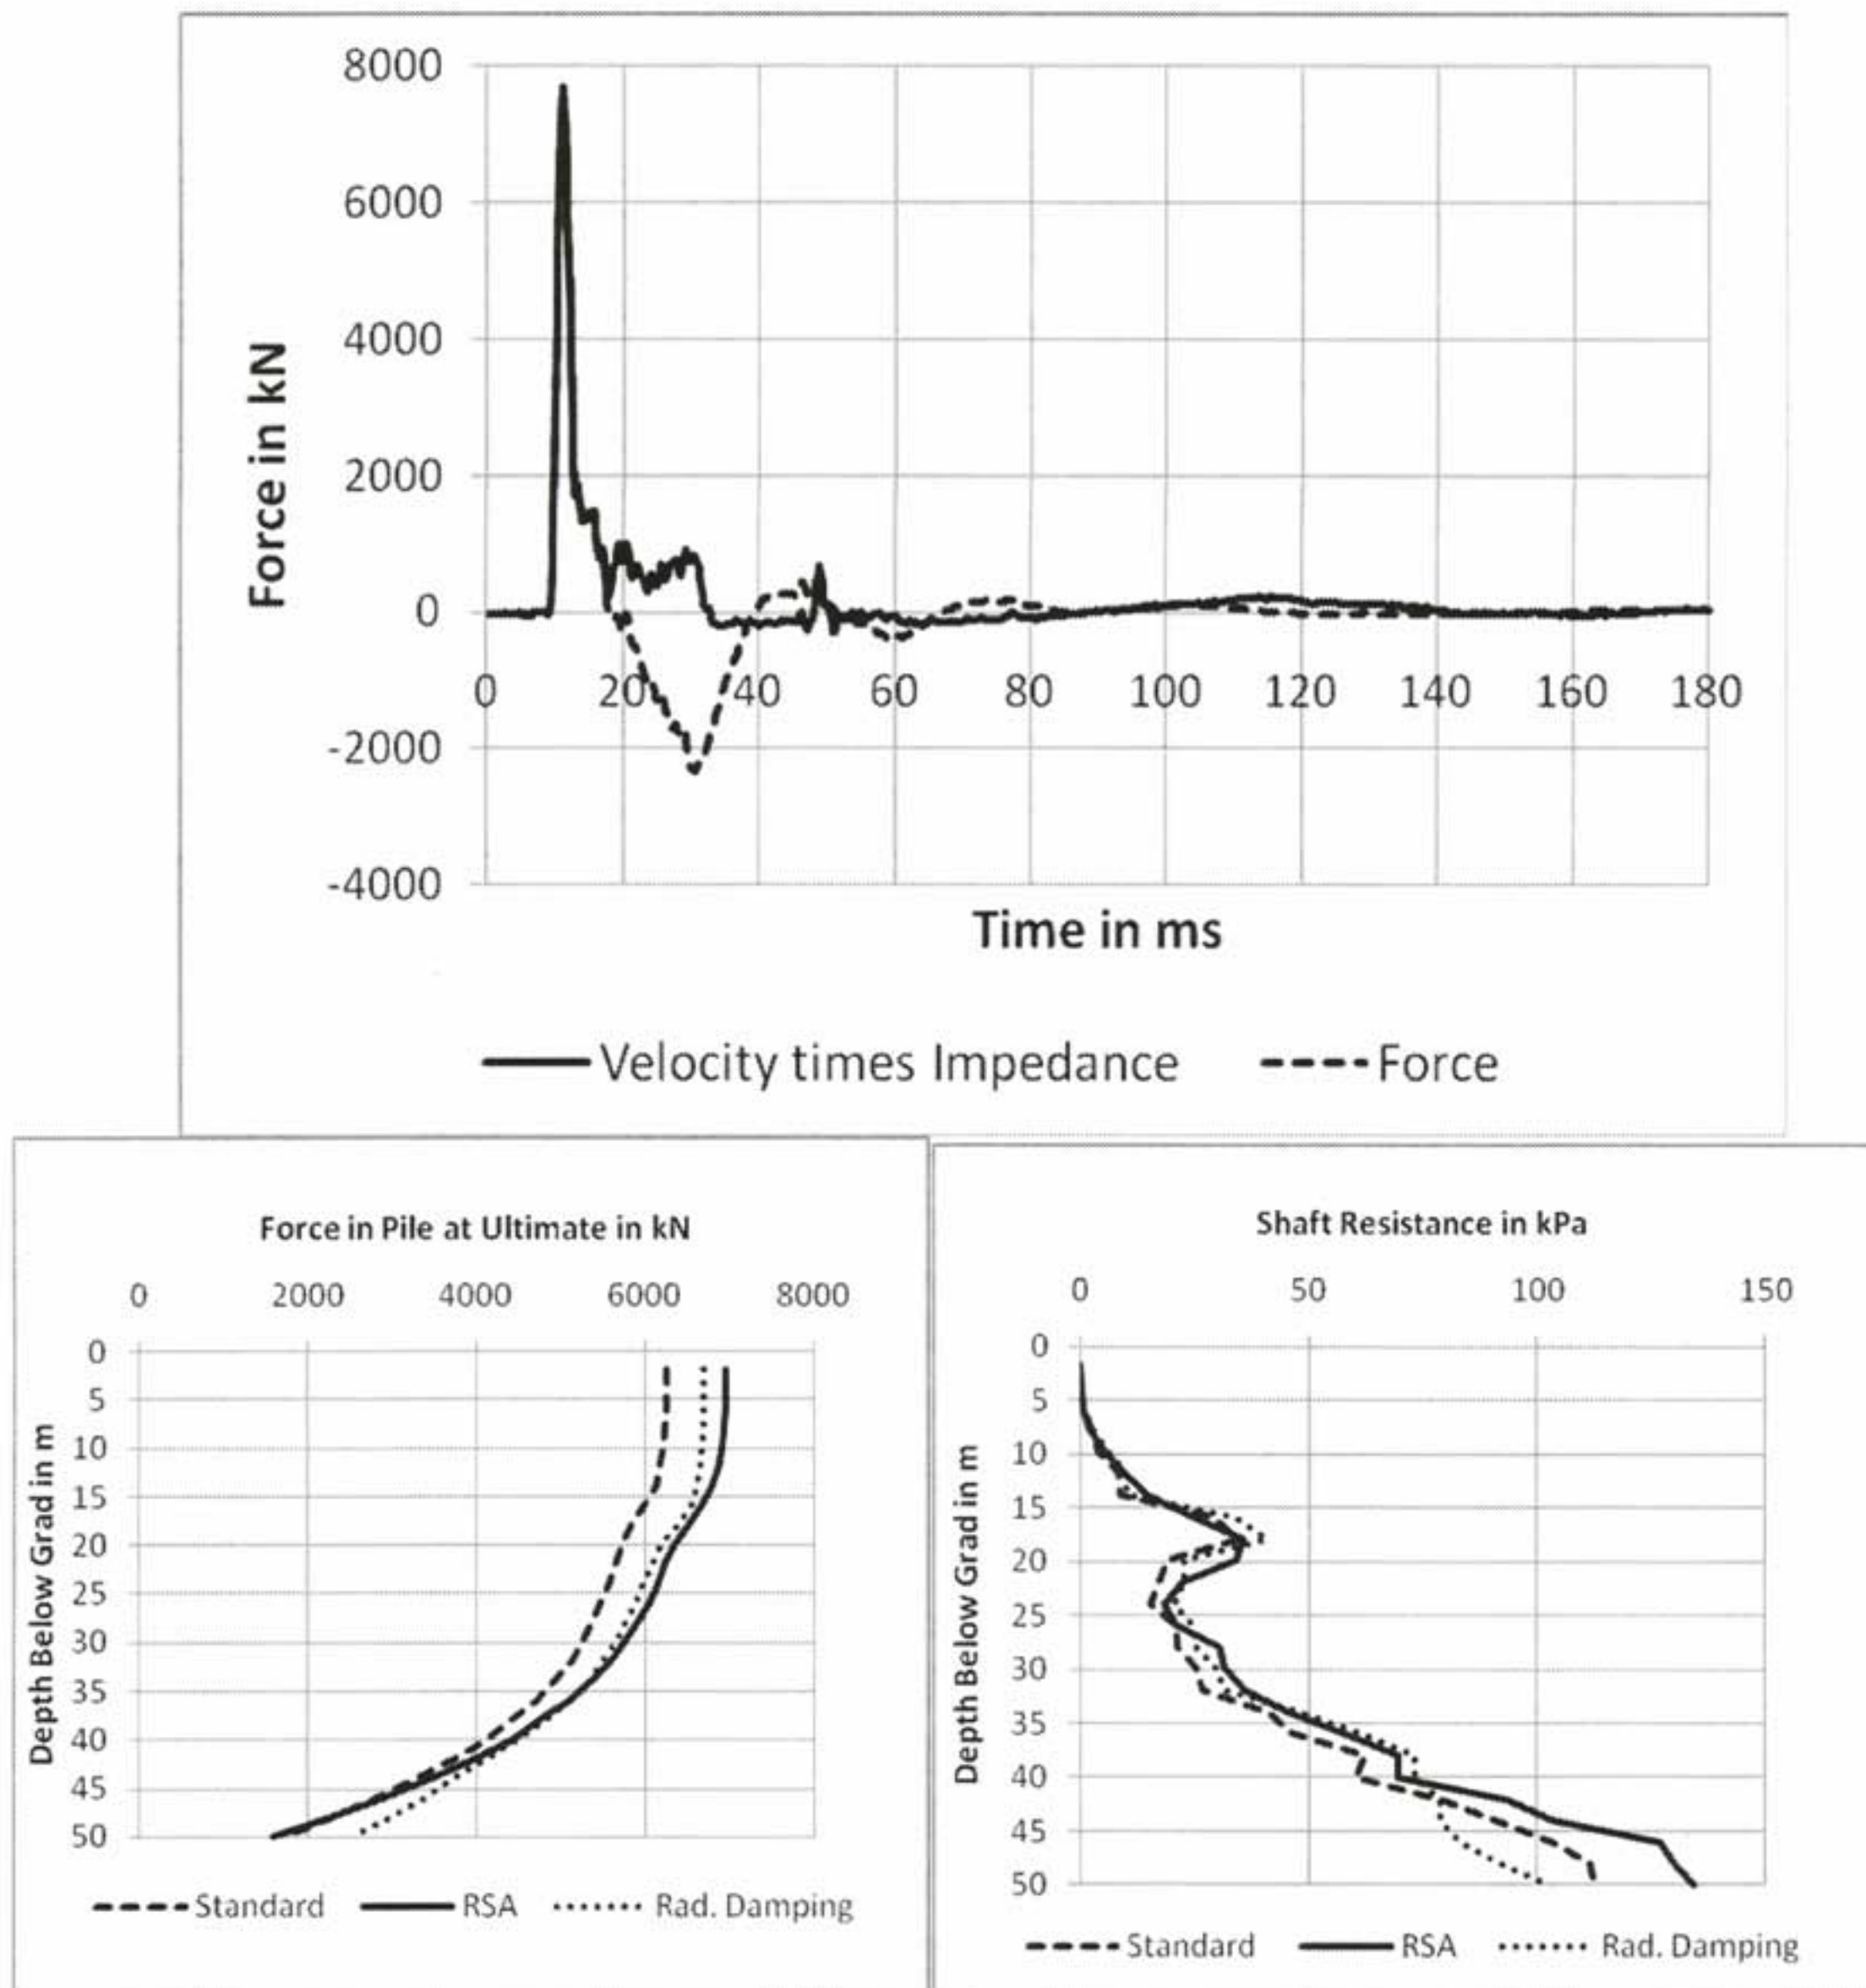 8000
6000
4000
2000
0
-2000
-4000
Force in kN
0 20 40 60 80 100 120 140 160 180
Time in ms
Velocity times Impedance Force
Force in Pile at Ultimate in kN
0 2000 4000 6000 8000
0
5
10
15
20
25
30
35
40
45
50
Depth Below Grad in m
Standard RSA Rad. Damping
Shaft Resistance in kPa
0 50 100 150
0
5
10
15
20
25
30
35
40
45
50
Depth Below Grad in m
Standard RSA Rad. Damping